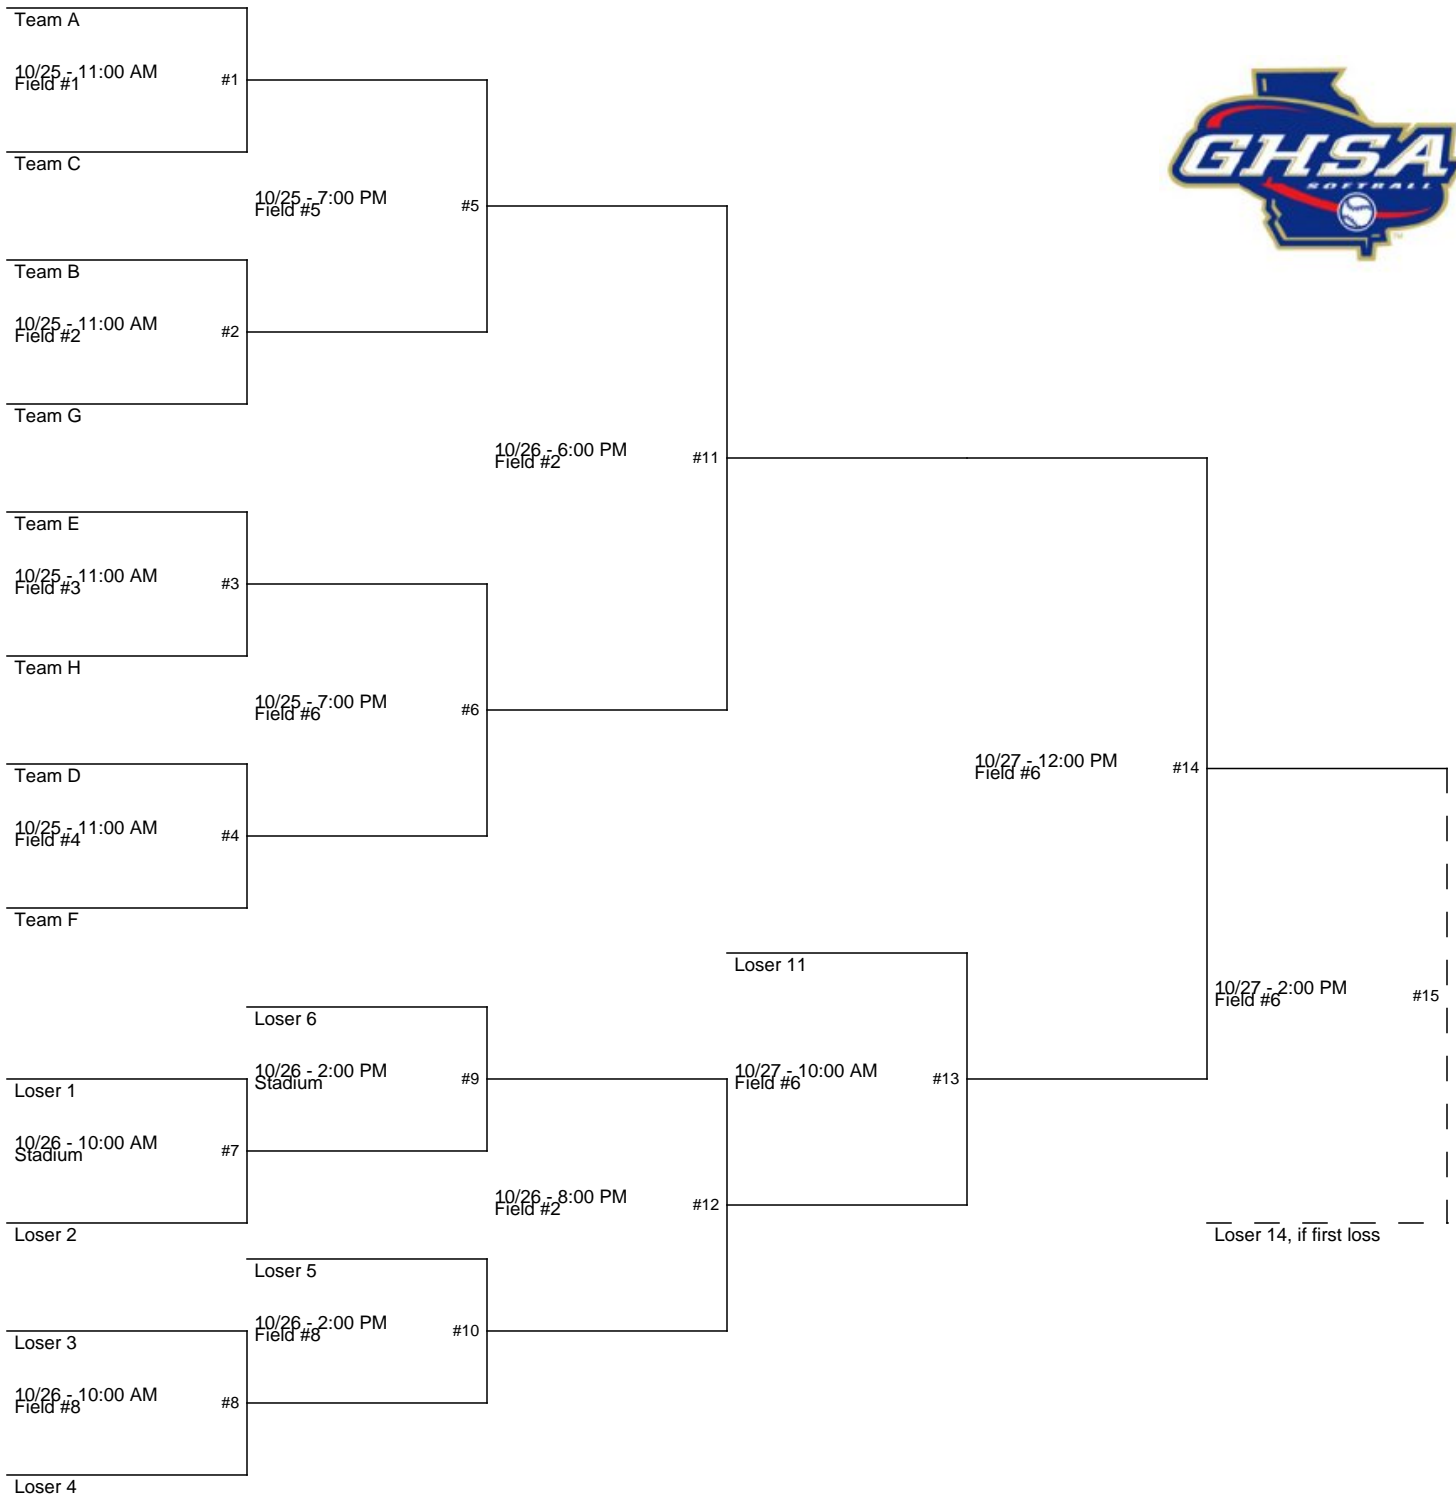 Team A
10/25 - 11:00 AM
Field #1
#1
Team C
10/25 - 7:00 PM
Field #5
#5
Team B
10/25 - 11:00 AM
Field #2
#2
Team G
10/26 - 6:00 PM
Field #2
#11
Team E
10/25 - 11:00 AM
Field #3
#3
Team H
10/25 - 7:00 PM
Field #6
#6
Team D
10/25 - 11:00 AM
Field #4
#4
Team F
10/27 - 12:00 PM
Field #6
#14
Loser 11
10/27 - 2:00 PM
Field #6
#15
Loser 6
10/26 - 2:00 PM
Stadium
#9
10/27 - 10:00 AM
Field #6
#13
Loser 1
10/26 - 10:00 AM
Stadium
#7
Loser 2
10/26 - 8:00 PM
Field #2
#12
Loser 14, if first loss
Loser 5
10/26 - 2:00 PM
Field #8
#10
Loser 3
10/26 - 10:00 AM
Field #8
#8
Loser 4
GHSA
SOFTBALL
TM